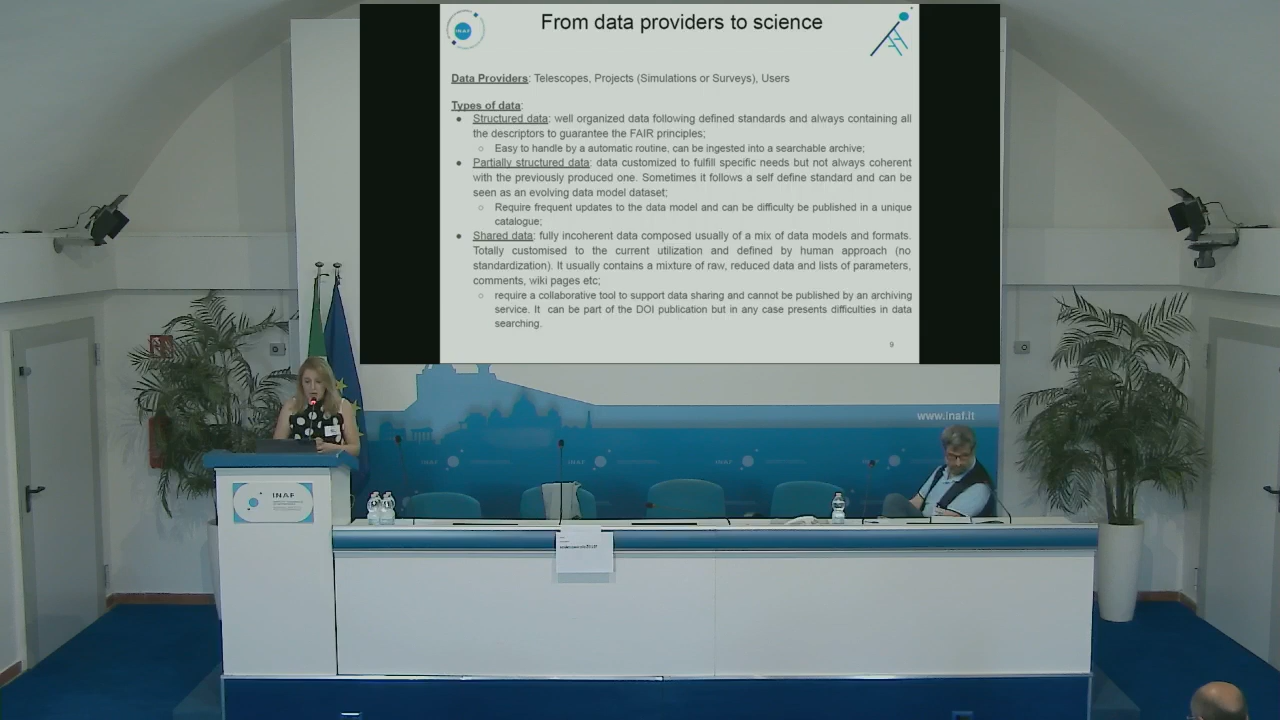 INAF
From data providers to science
Data Providers: Telescopes, Projects (Simulations or Surveys), Users
Types of data:
● Structured data: well organized data following defined standards and always containing all
the descriptors to guarantee the FAIR principles;
○ Easy to handle by a automatic routine, can be ingested into a searchable archive;
● Partially structured data: data customized to fulfill specific needs but not always coherent
with the previously produced one. Sometimes it follows a self define standard and can be
seen as an evolving data model dataset;
○ Require frequent updates to the data model and can be difficulty be published in a unique
catalogue;
● Shared data: fully incoherent data composed usually of a mix of data models and formats.
Totally customised to the current utilization and defined by human approach (no
standardization). It usually contains a mixture of raw, reduced data and lists of parameters,
comments, wiki pages etc;
○ require a collaborative tool to support data sharing and cannot be published by an archiving
service. It can be part of the DOI publication but in any case presents difficulties in data
searching.
9
www.inaf.it
INAF
INAF
INAF
INAF
INAF